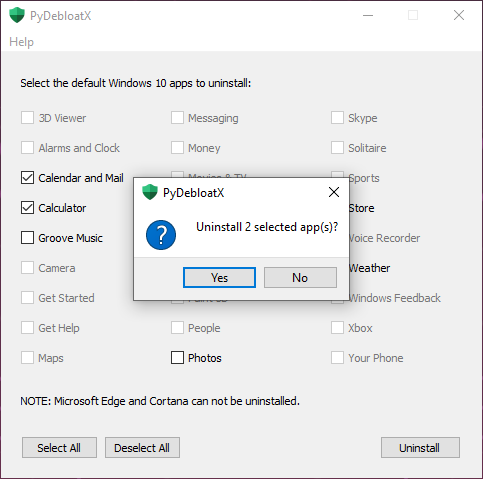 PyDebloatX
Help
Select the default Windows 10 apps to uninstall:
3D Viewer
Messaging
Skype
Alarms and Clock
Money
Solitaire
Calendar and Mail
Movies & TV
Sports
Calculator
Store
Groove Music
Voice Recorder
Camera
Weather
Get Started
Paint 3D
Windows Feedback
Get Help
People
Xbox
Maps
Photos
Your Phone
PyDebloatX
Uninstall 2 selected app(s)?
Yes
No
NOTE: Microsoft Edge and Cortana can not be uninstalled.
Select All
Deselect All
Uninstall